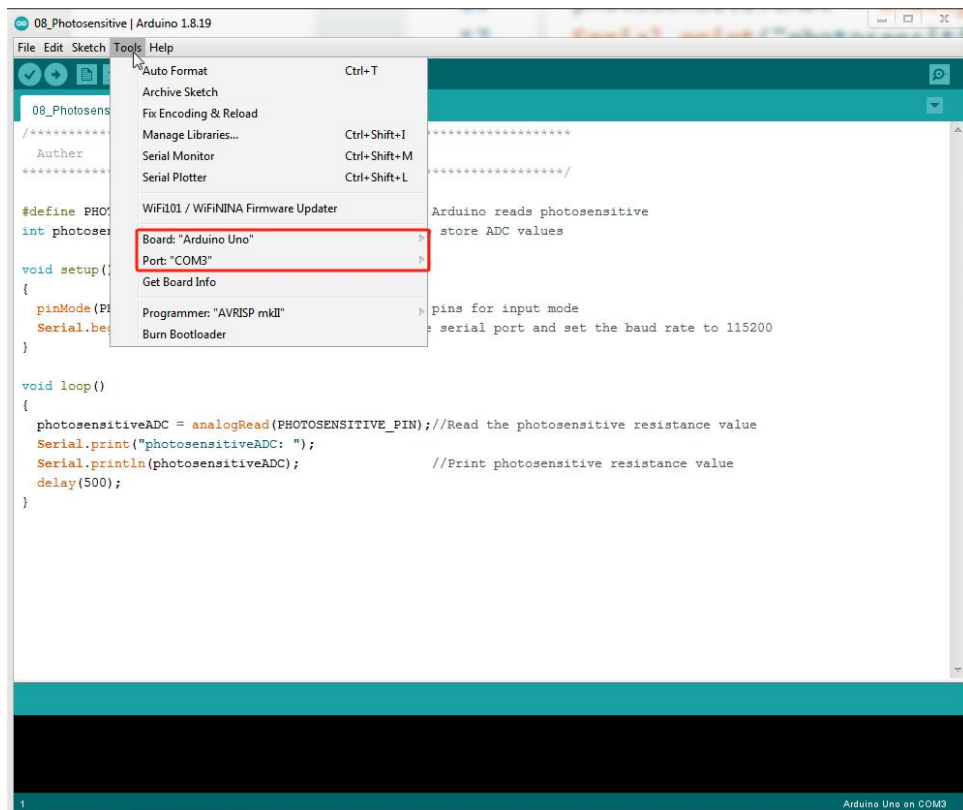 08_Photosensitive | Arduino 1.8.19
File Edit Sketch Tools Help
Auto Format Ctrl+T
Archive Sketch
Fix Encoding & Reload
Manage Libraries... Ctrl+Shift+I
Serial Monitor Ctrl+Shift+M
Serial Plotter Ctrl+Shift+L
WiFi101 / WiFiNINA Firmware Updater
Board: "Arduino Uno"
Port: "COM3"
Get Board Info
Programmer: "AVRISP mkII"
Burn Bootloader
08_Photosens
/*********** *******************
Auther
************ ******************/
#define PHO Arduino reads photosensitive
int photoser store ADC values
void setup()
{
pinMode(P pins for input mode
Serial.beg serial port and set the baud rate to 115200
}
void loop()
{
photosensitiveADC = analogRead(PHOTOSENSITIVE_PIN);//Read the photosensitive resistance value
Serial.print("photosensitiveADC: ");
Serial.println(photosensitiveADC); //Print photosensitive resistance value
delay(500);
}
1 Arduino Uno on COM3